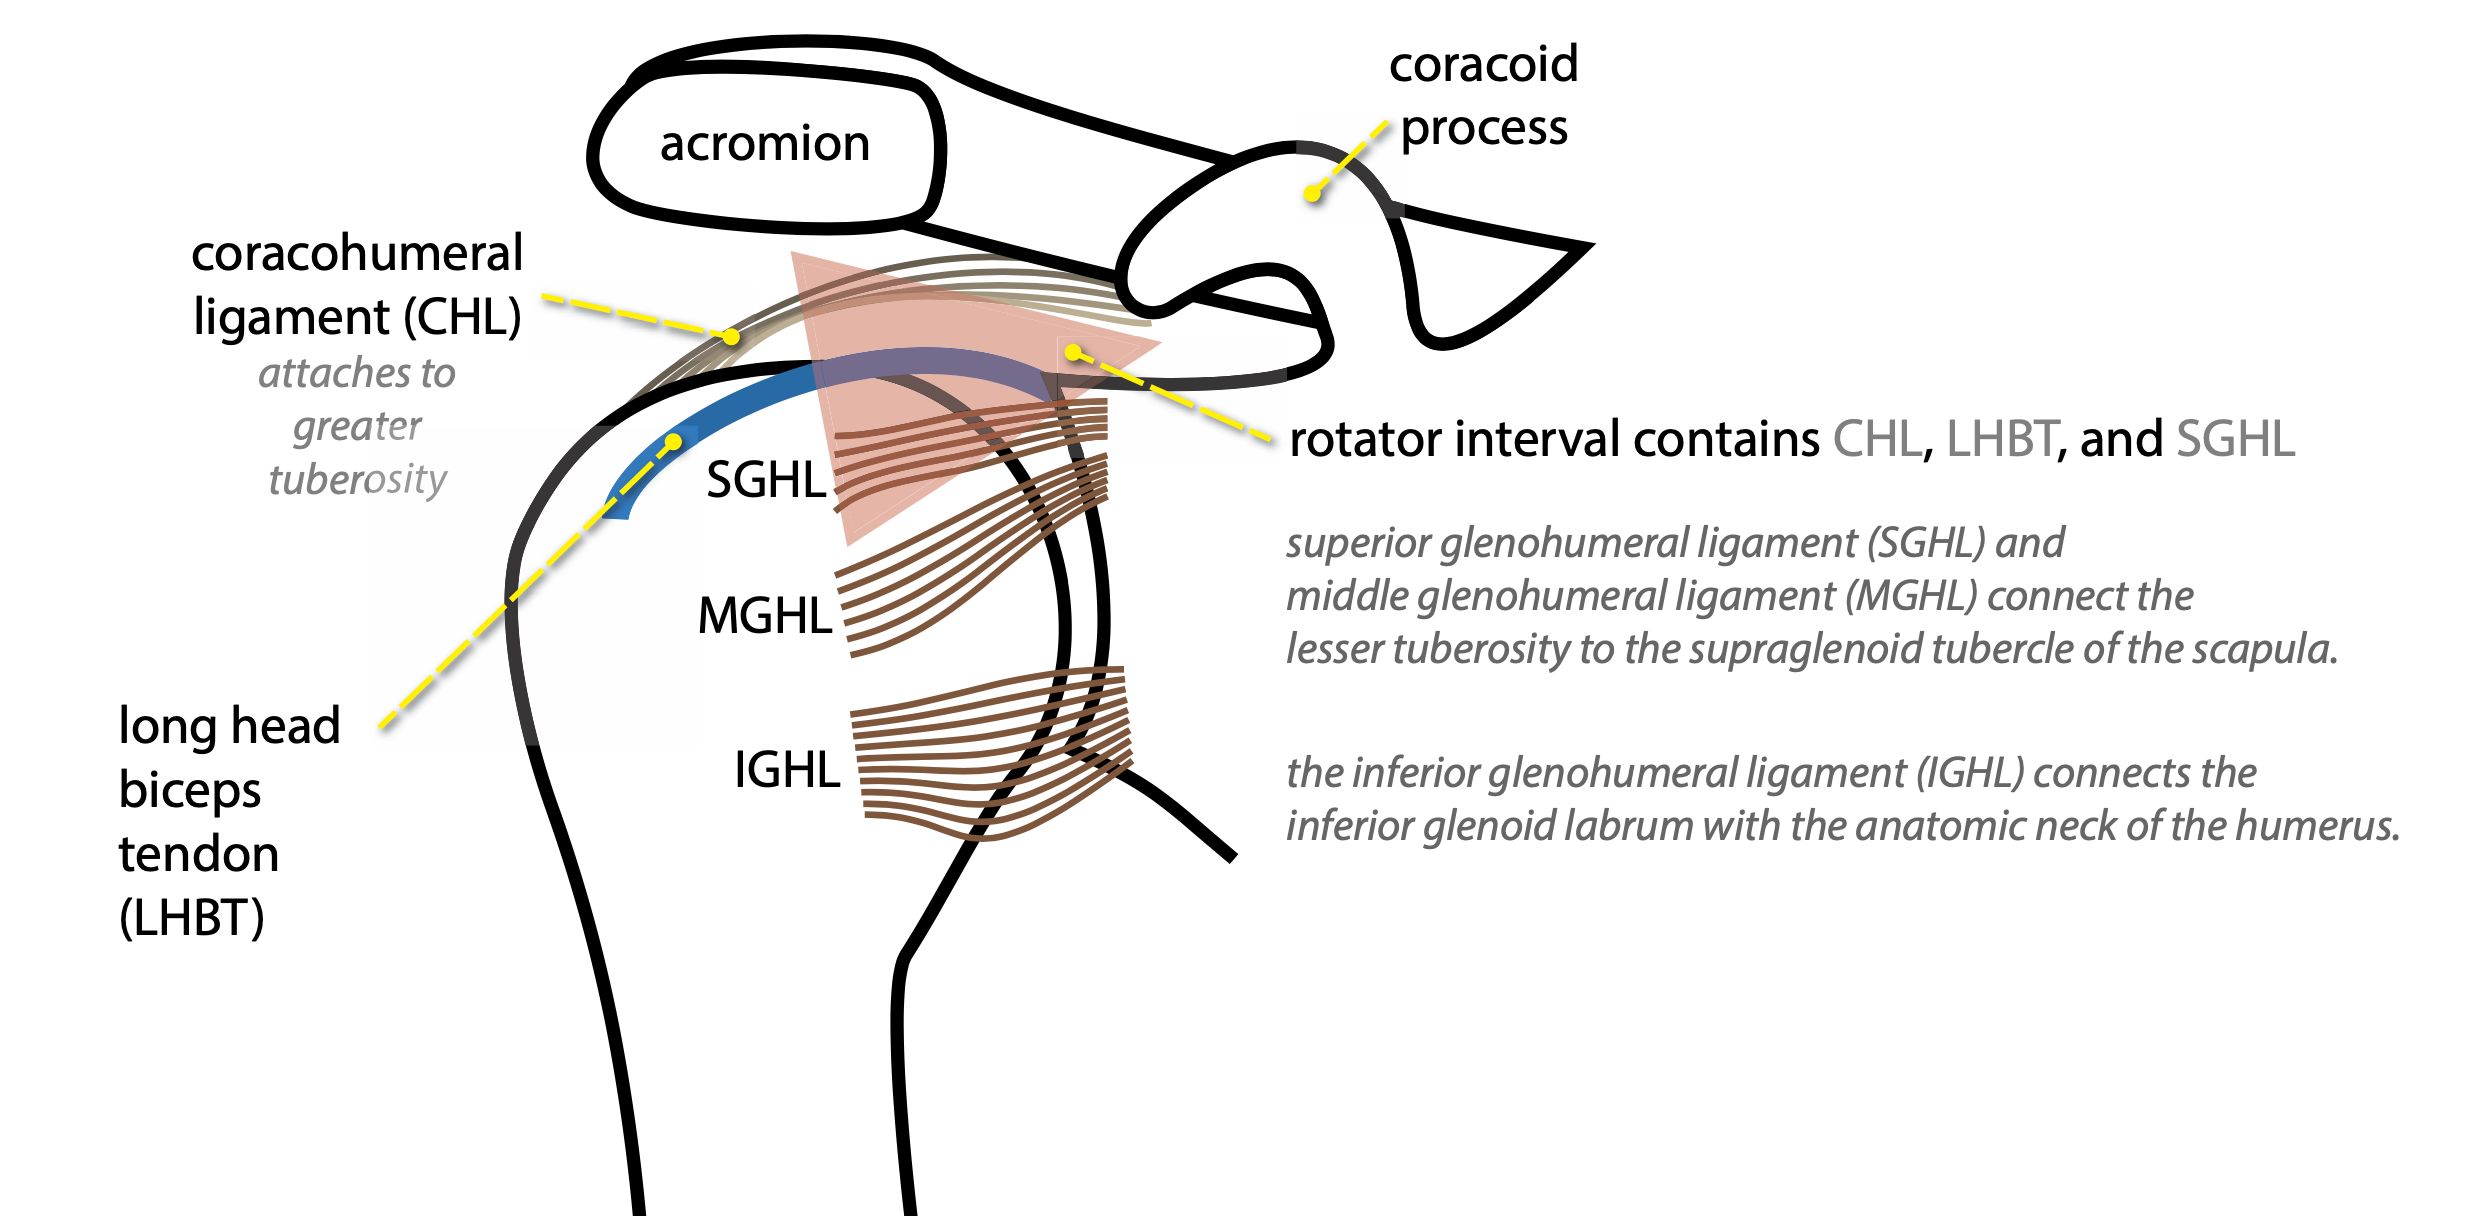 coracoid
process
acromion
coracohumeral
ligament (CHL)
attaches to
greater
tuberosity
rotator interval contains CHL, LHBT, and SGHL
SGHL
superior glenohumeral ligament (SGHL) and
middle glenohumeral ligament (MGHL) connect the
lesser tuberosity to the supraglenoid tubercle of the scapula.
MGHL
long head
biceps
tendon
(LHBT)
IGHL
the inferior glenohumeral ligament (IGHL) connects the
inferior glenoid labrum with the anatomic neck of the humerus.